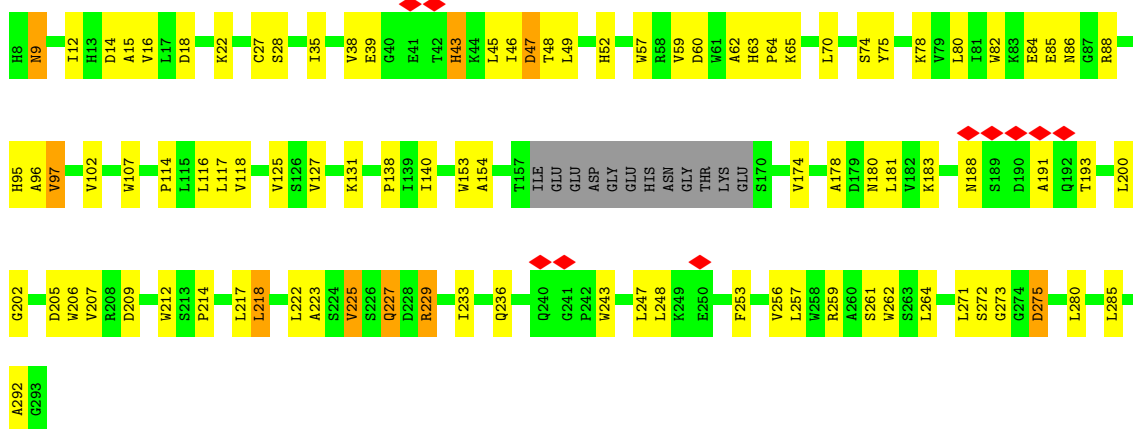 H8 N9 I12 H13 D14 A15 V16 L17 D18 K22 C27 S28 I35 V38 E39 G40 E41 T42 H43 K44 L45 I46 D47 T48 L49 H52 W57 R58 V59 D60 W61 A62 H63 P64 K65 L70 S74 Y75 K78 V79 L80 I81 W82 K83 E84 E85 N86 G87 R88
H95 A96 V97 V102 W107 P114 L115 L116 L117 V118 V125 S126 V127 K131 P138 I139 I140 W153 A154 T157 ILE GLU GLU ASP GLY GLU HIS ASN GLY THR LYS GLU S170 V174 A178 D179 N180 L181 V182 K183 N188 S189 D190 A191 Q192 T193 L200
G202 D205 W206 V207 R208 D209 W212 S213 P214 L217 L218 L222 A223 S224 V225 S226 Q227 D228 R229 I233 Q236 Q240 G241 P242 W243 L247 L248 K249 E250 F253 V256 L257 W258 R259 A260 S261 W262 S263 L264 L271 S272 G273 G274 D275 L280 L285
A292 G293